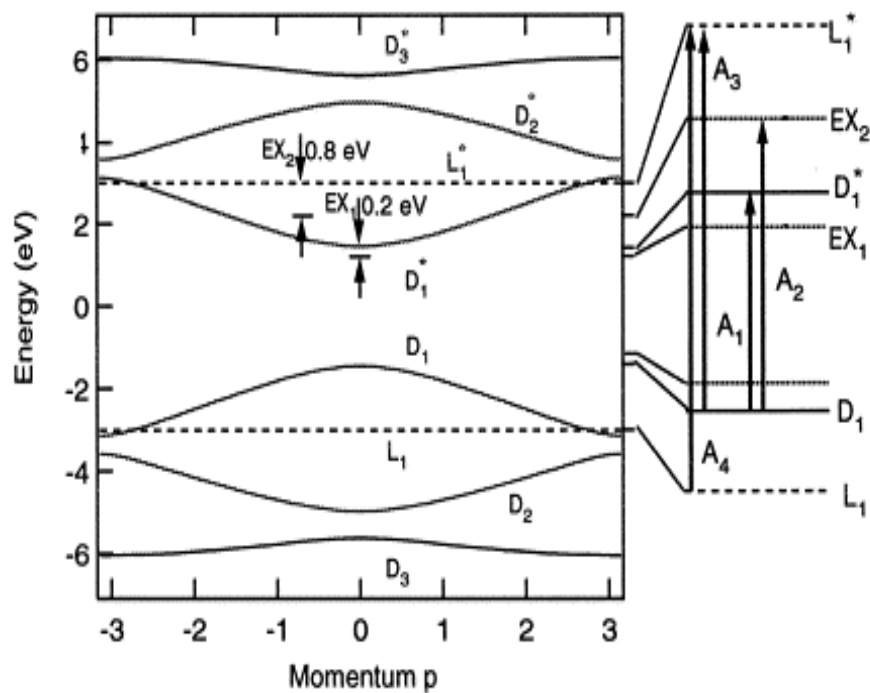 D₃*
L₁*
6
A₃
D₂*
EX₂
1
EX₂ 0.8 eV
L₁*
EX₁ 0.2 eV
D₁*
2
EX₁
D₁*
A₂
Energy (eV)
0
A₁
D₁
-2
D₁
L₁
A₄
-4
L₁
D₂
-6
D₃
-3 -2 -1 0 1 2 3
Momentum p